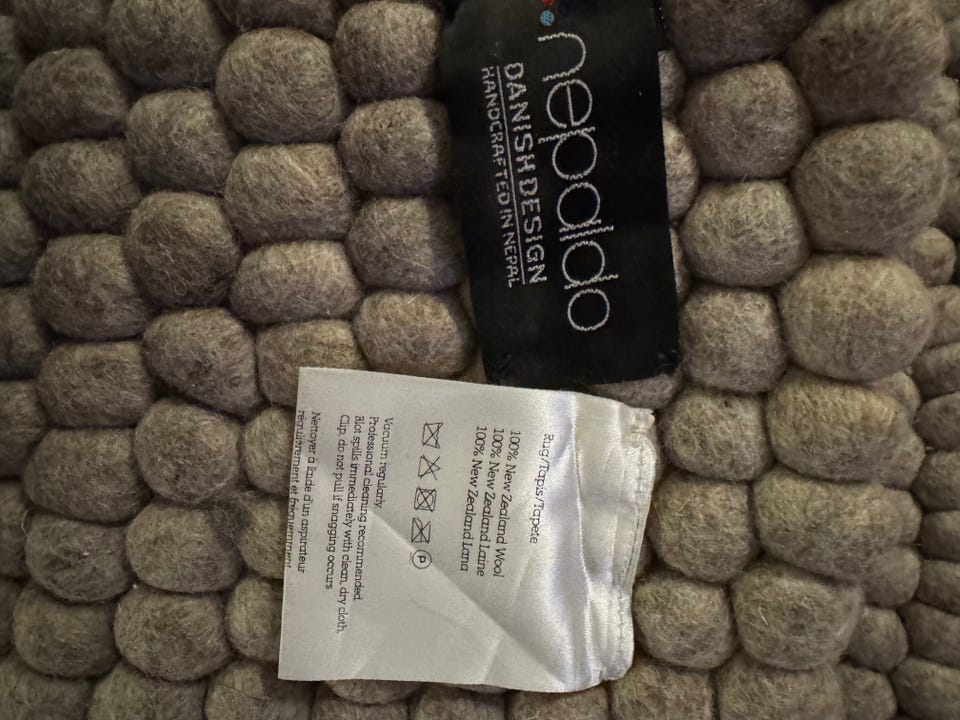 nepaldo
DANISH DESIGN
HANDCRAFTED IN NEPAL
Rug/Tapis/Tapete
100% New Zealand Wool
100% New Zealand Laine
100% New Zealand Lana
P
Vacuum regularly.
Professional cleaning recommended.
Blot spills immediately with clean, dry cloth.
Clip, do not pull if snagging occurs
Nettoyer à l'aide d'un aspirateur
régulièrement et fréquemment